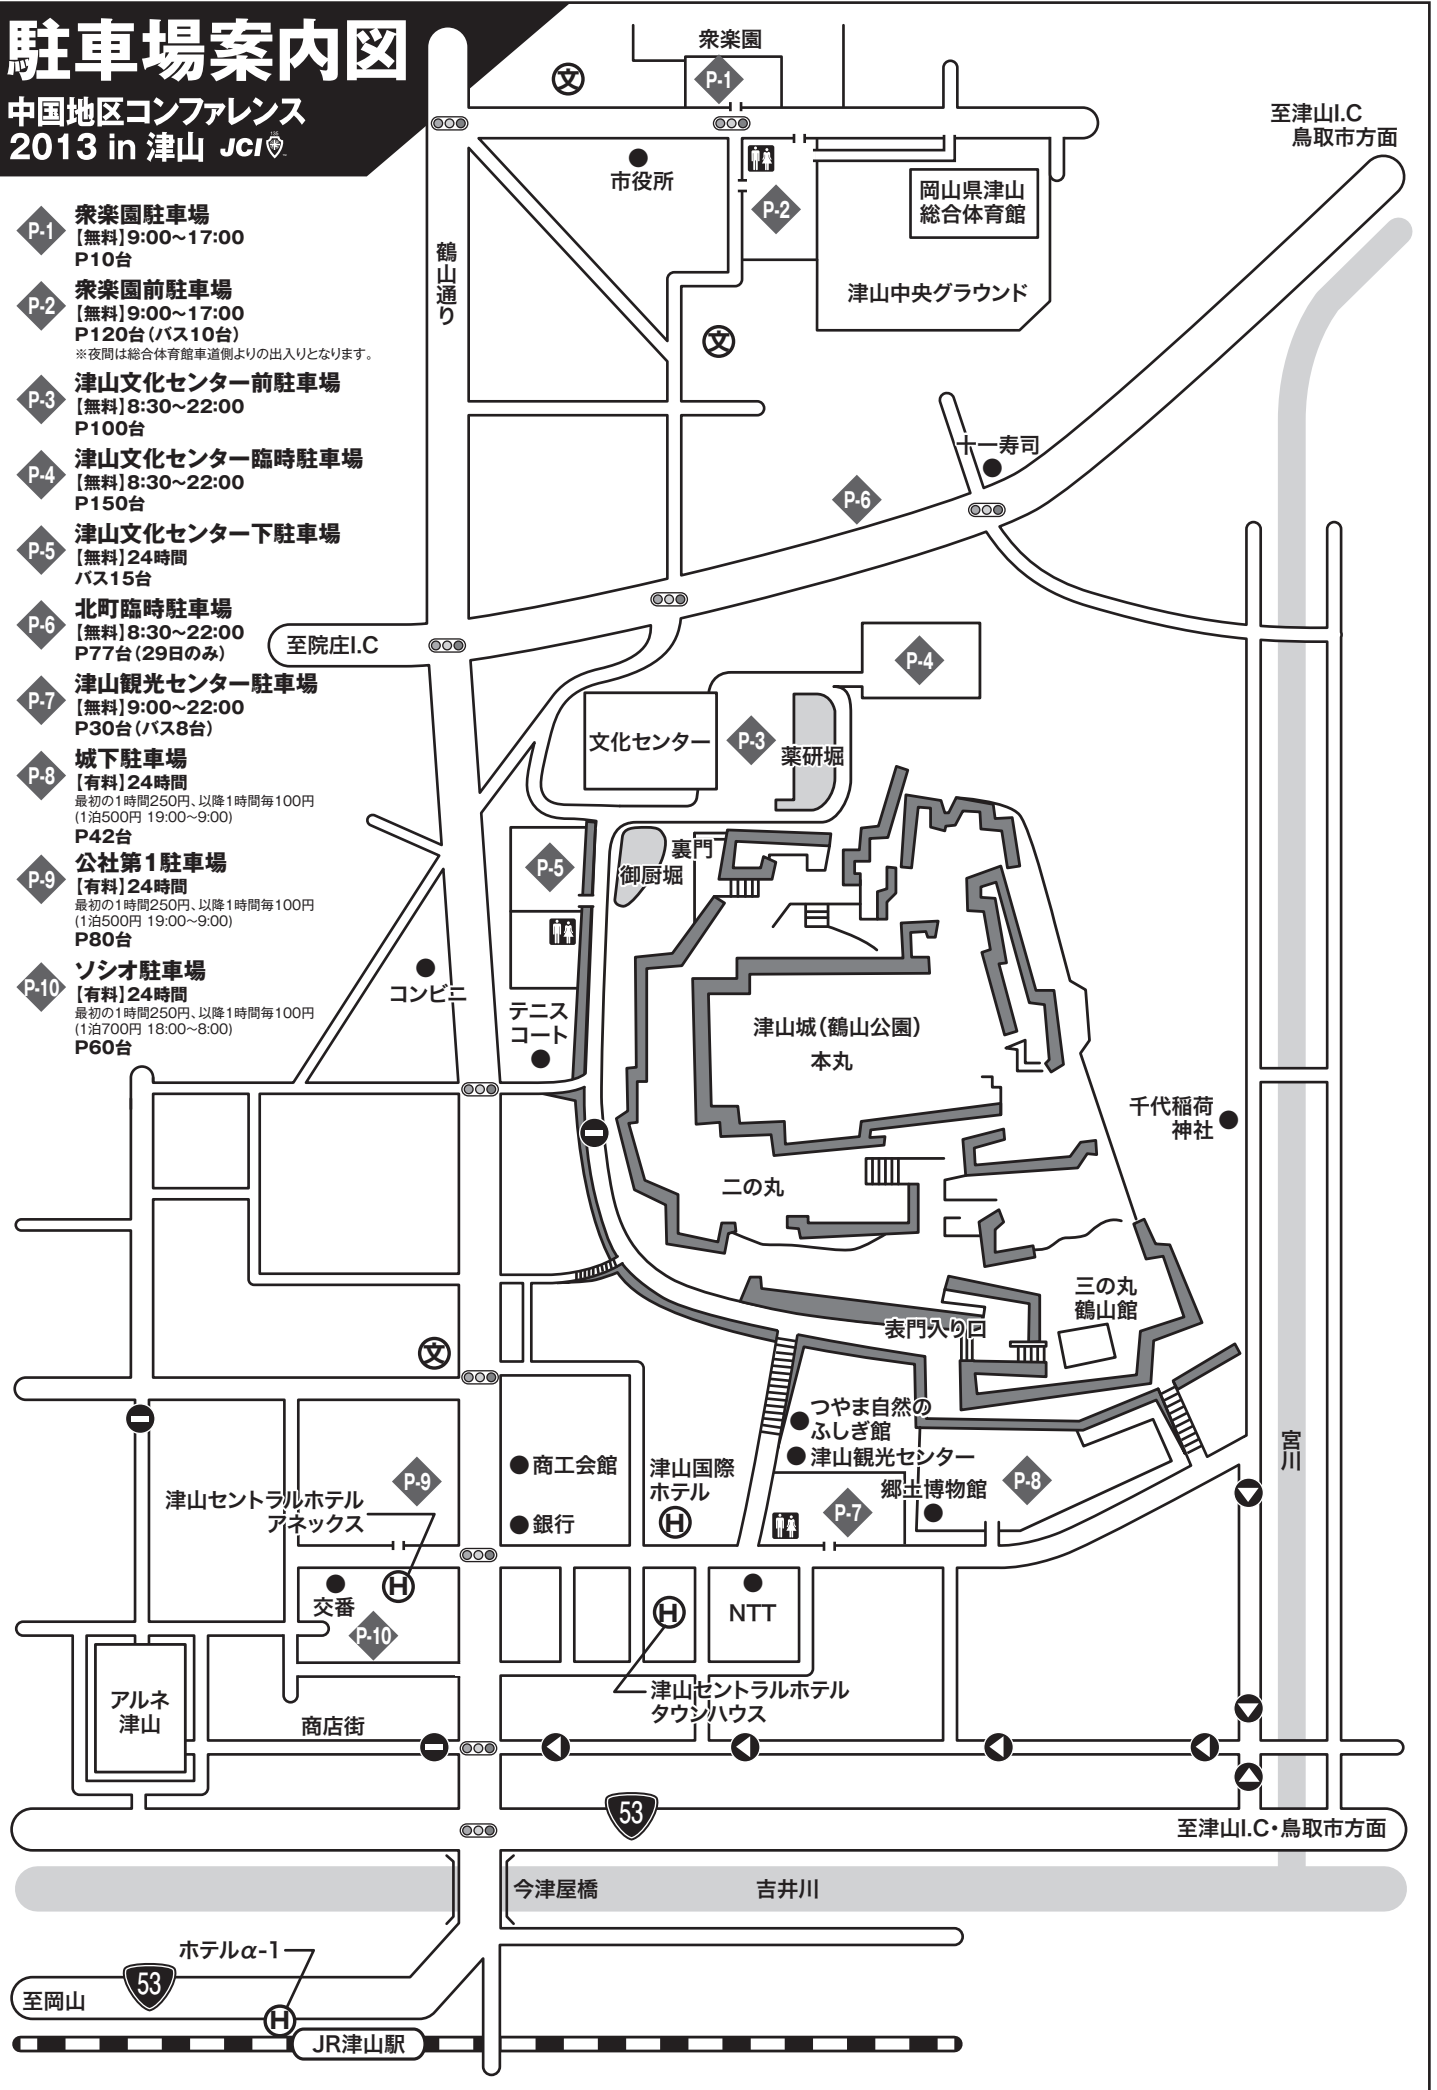 駐車場案内図
中国地区コンファレンス
2013 in 津山 JCI
P-1
衆楽園駐車場
【無料】9:00〜17:00
P10台
P-2
衆楽園前駐車場
【無料】9:00〜17:00
P120台(バス10台)
※夜間は総合体育館車道側よりの出入りとなります。
P-3
津山文化センター前駐車場
【無料】8:30〜22:00
P100台
P-4
津山文化センター臨時駐車場
【無料】8:30〜22:00
P150台
P-5
津山文化センター下駐車場
【無料】24時間
バス15台
P-6
北町臨時駐車場
【無料】8:30〜22:00
P77台(29日のみ)
P-7
津山観光センター駐車場
【無料】9:00〜22:00
P30台(バス8台)
P-8
城下駐車場
【有料】24時間
最初の1時間250円、以降1時間毎100円
(1泊500円 19:00〜9:00)
P42台
P-9
公社第1駐車場
【有料】24時間
最初の1時間250円、以降1時間毎100円
(1泊500円 19:00〜9:00)
P80台
P-10
ソシオ駐車場
【有料】24時間
最初の1時間250円、以降1時間毎100円
(1泊700円 18:00〜8:00)
P60台
衆楽園
P-1
文
至津山I.C
鳥取市方面
市役所
P-2
岡山県津山
総合体育館
津山中央グラウンド
鶴山通り
文
十一寿司
P-6
至院庄I.C
P-4
文化センター
P-3
薬研堀
P-5
御厨堀
裏門
コンビニ
テニス
コート
津山城(鶴山公園)
本丸
千代稲荷
神社
二の丸
三の丸
鶴山館
表門入り口
文
つやま自然の
ふしぎ館
津山観光センター
宮川
商工会館
津山国際
ホテル
H
P-9
津山セントラルホテル
アネックス
銀行
P-7
郷土博物館
P-8
交番
H
P-10
H
NTT
津山セントラルホテル
タウンハウス
アルネ
津山
商店街
53
至津山I.C・鳥取市方面
今津屋橋
吉井川
ホテルα-1
53
至岡山
H
JR津山駅